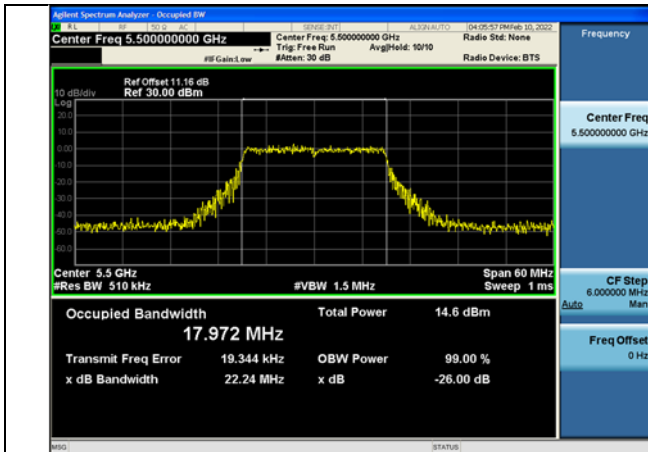 Agilent Spectrum Analyzer - Occupied BW
RL RF 50 Ω AC SENSE:INT ALIGNAUTO 04:05:57 PM Feb 10, 2022
Center Freq 5.500000000 GHz
Center Freq: 5.500000000 GHz
Radio Std: None
Trig: Free Run Avg|Hold: 10/10
#IFGain:Low
#Atten: 30 dB
Radio Device: BTS
Ref Offset 11.16 dB
10 dB/div Ref 30.00 dBm
Log
20.0
10.0
0.00
-10.0
-20.0
-30.0
-40.0
-50.0
-60.0
Center 5.5 GHz
Span 60 MHz
#Res BW 510 kHz
#VBW 1.5 MHz
Sweep 1 ms
Occupied Bandwidth
Total Power 14.6 dBm
17.972 MHz
Transmit Freq Error 19.344 kHz
OBW Power 99.00 %
x dB Bandwidth 22.24 MHz
x dB -26.00 dB
MSG
STATUS
Frequency
Center Freq
5.500000000 GHz
CF Step
6.000000 MHz
Auto Man
Freq Offset
0 Hz